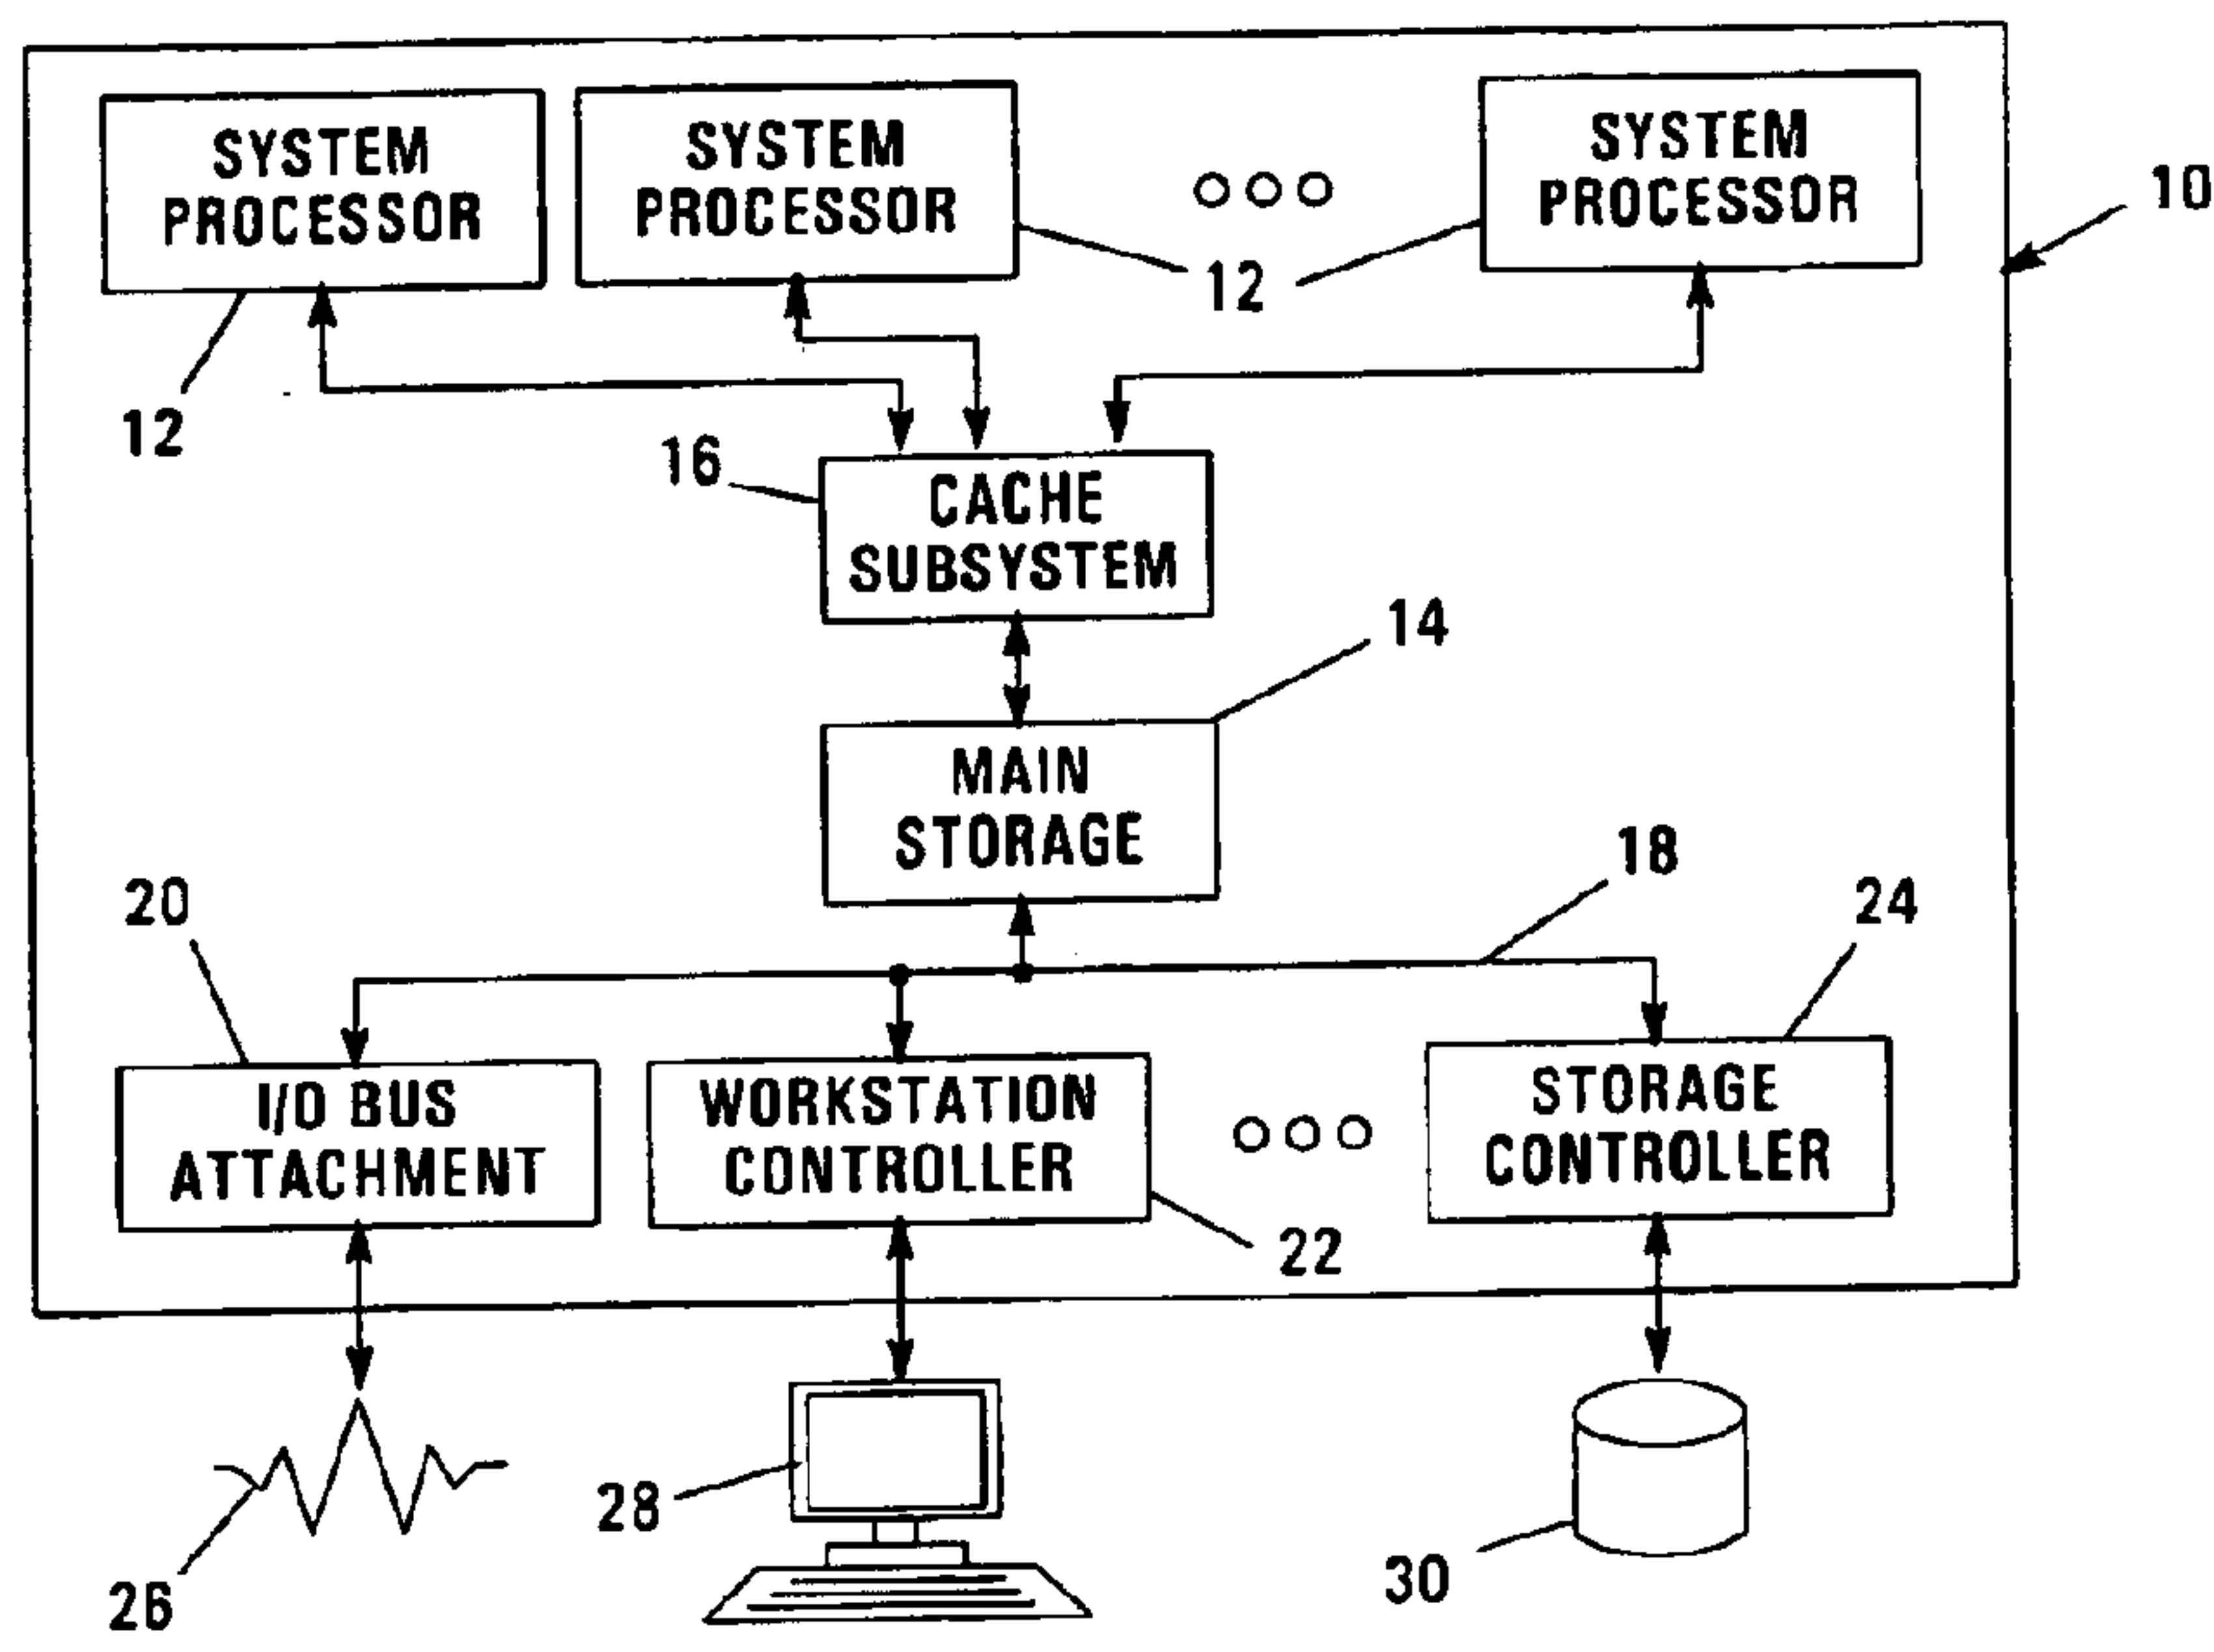 SYSTEM
PROCESSOR
SYSTEM
PROCESSOR
SYSTEM
PROCESSOR
10
12
12
16
CACHE
SUBSYSTEM
14
MAIN
STORAGE
18
20
24
I/O BUS
ATTACHMENT
WORKSTATION
CONTROLLER
STORAGE
CONTROLLER
22
26
28
30